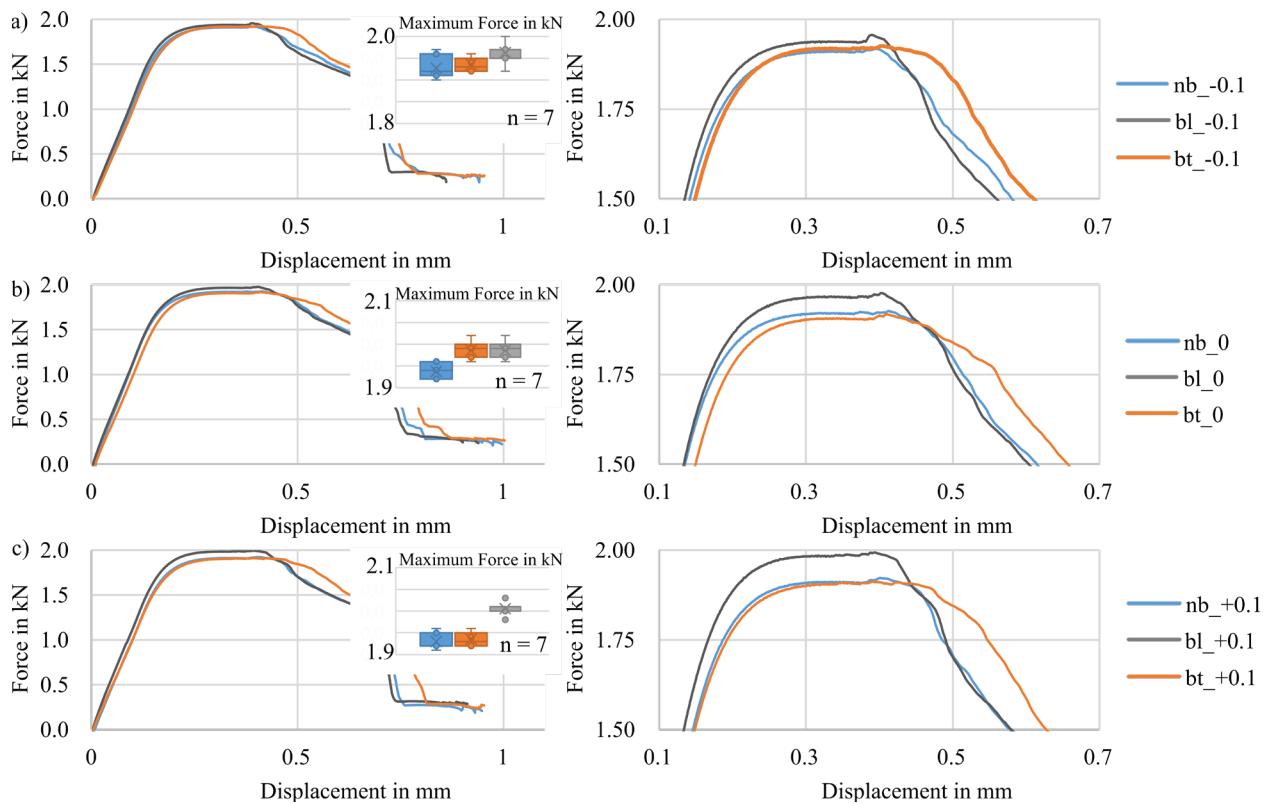 a)
Force in kN
2.0
1.5
1.0
0.5
0.0
0
0.5
1
Displacement in mm
Maximum Force in kN
2.0
1.8
n = 7
Force in kN
2.00
1.75
1.50
0.1
0.3
0.5
0.7
Displacement in mm
nb_-0.1
bl_-0.1
bt_-0.1
b)
Force in kN
2.0
1.5
1.0
0.5
0.0
0
0.5
1
Displacement in mm
Maximum Force in kN
2.1
2.0
1.9
n = 7
Force in kN
2.00
1.75
1.50
0.1
0.3
0.5
0.7
Displacement in mm
nb_0
bl_0
bt_0
c)
Force in kN
2.0
1.5
1.0
0.5
0.0
0
0.5
1
Displacement in mm
Maximum Force in kN
2.1
1.9
n = 7
Force in kN
2.00
1.75
1.50
0.1
0.3
0.5
0.7
Displacement in mm
nb_+0.1
bl_+0.1
bt_+0.1